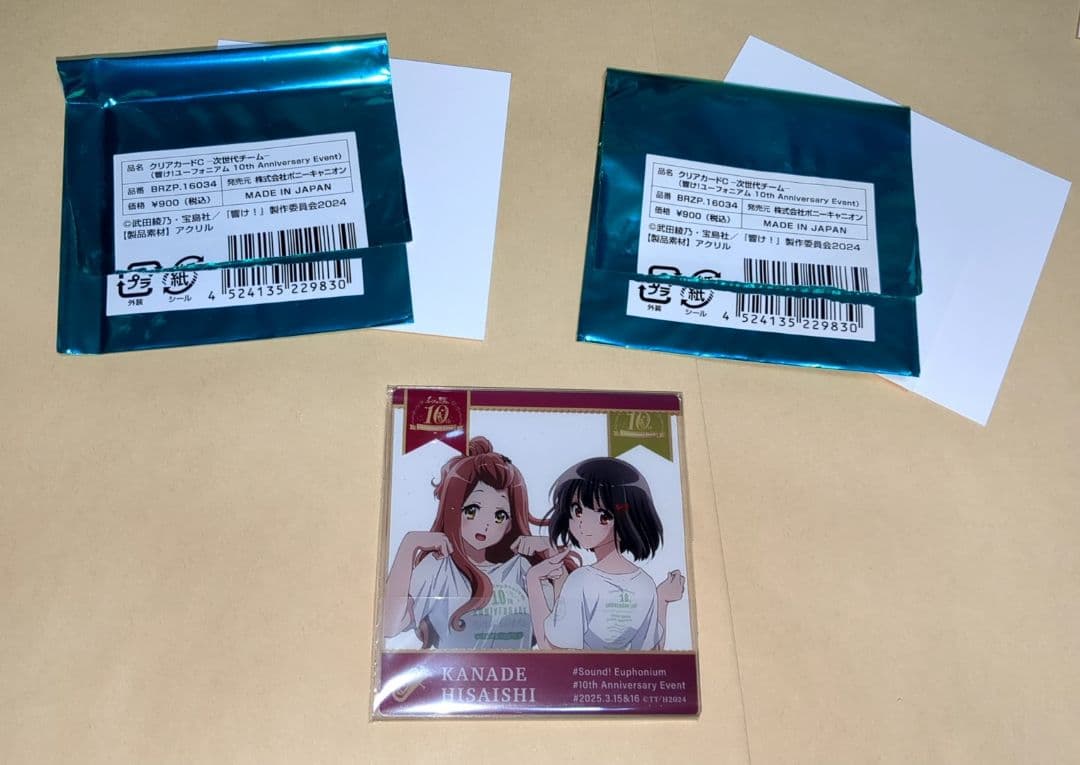 品名 クリアカードC -次世代チーム-
(響け!ユーフォニアム 10th Anniversary Event)
品番 BRZP.16034 発売元 株式会社ポニーキャニオン
価格 ¥900(税込) MADE IN JAPAN
©武田綾乃・宝島社/「響け!」製作委員会2024
【製品素材】アクリル
プラ
外装
紙
シール
4 524135 229830
品名 クリアカードC -次世代チーム-
(響け!ユーフォニアム 10th Anniversary Event)
品番 BRZP.16034 発売元 株式会社ポニーキャニオン
価格 ¥900(税込) MADE IN JAPAN
©武田綾乃・宝島社/「響け!」製作委員会2024
【製品素材】アクリル
プラ
外装
紙
シール
4 524135 229830
10th
10th
10TH
ANNIVERSARY
10
KANADE
HISAISHI
#Sound! Euphonium
#10th Anniversary Event
#2025.3.15&16 ©TT/H2024